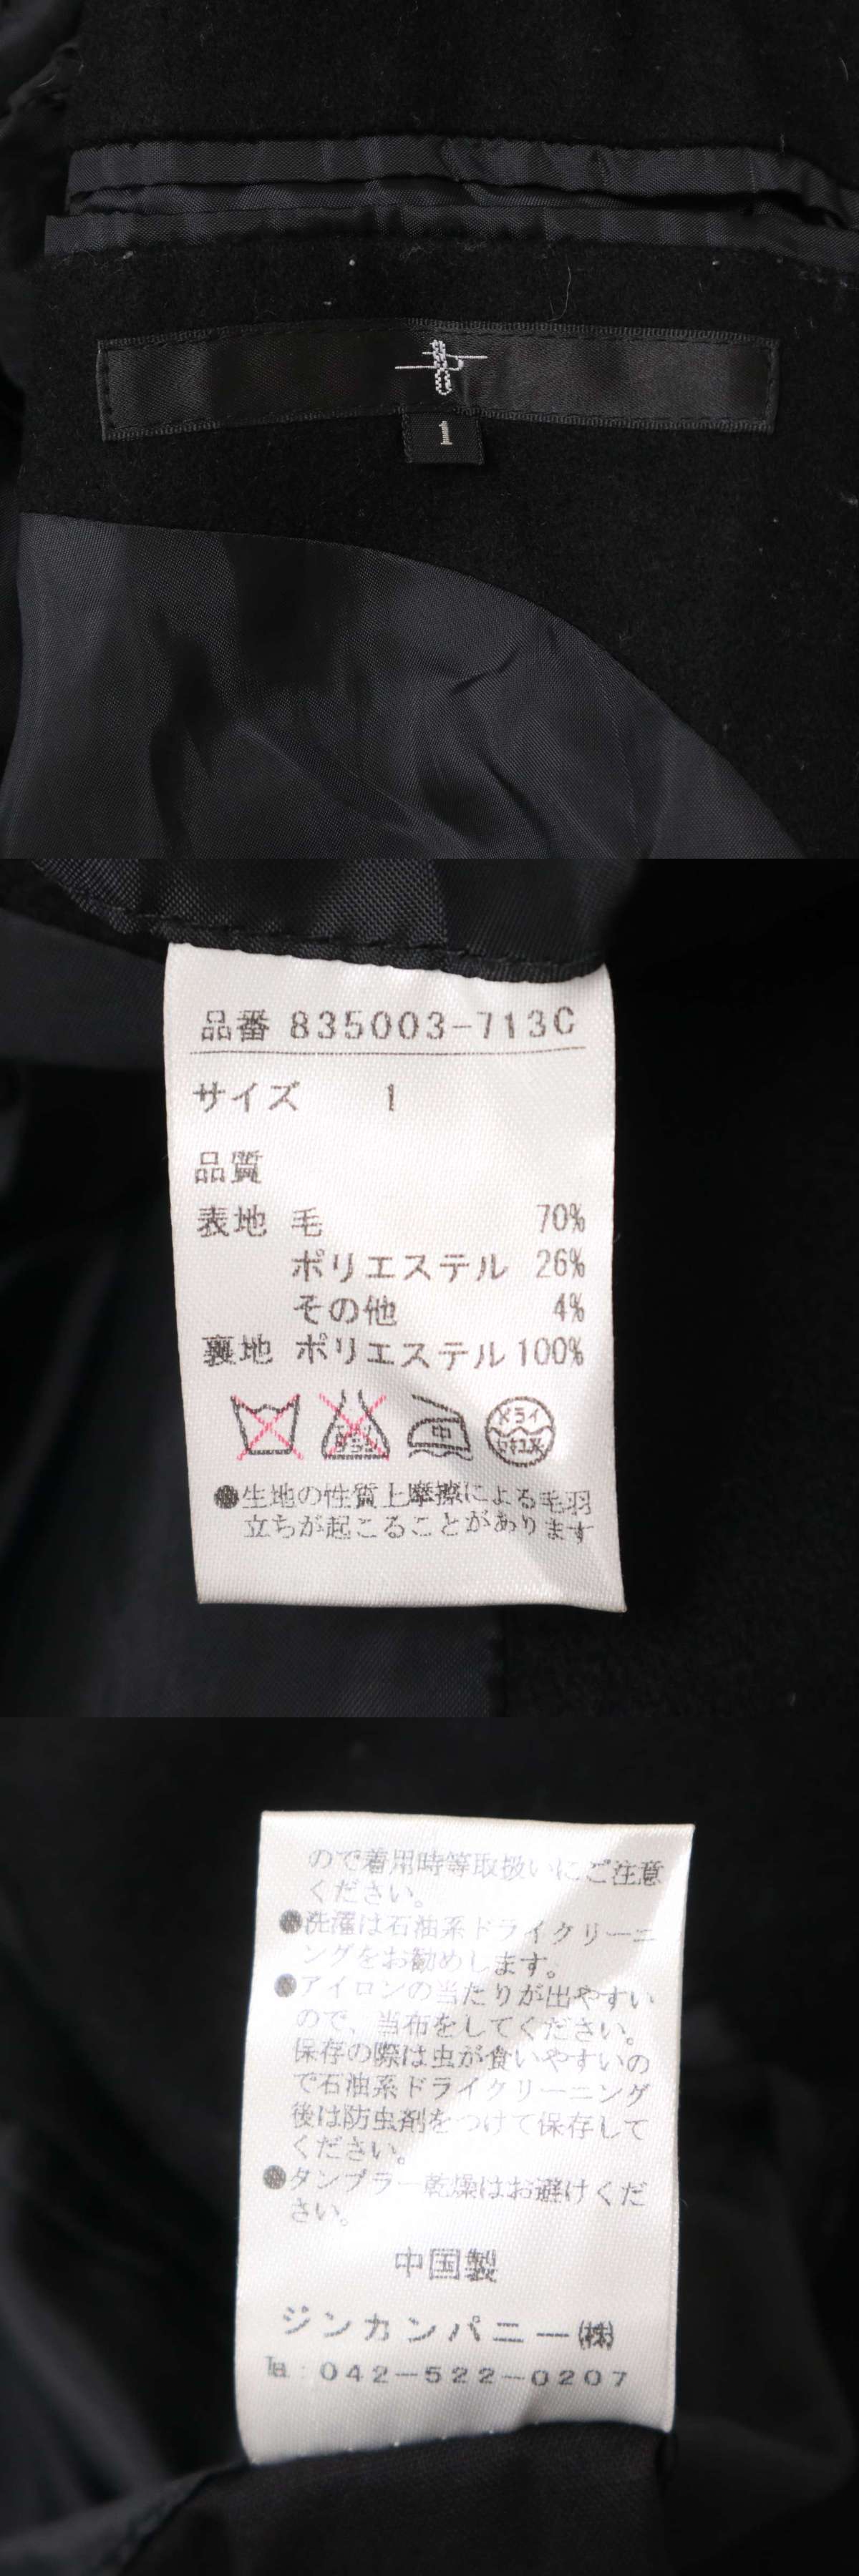 1
品番 835003-713C
サイズ 1
品質
表地 毛 70%
ポリエステル 26%
その他 4%
裏地 ポリエステル 100%
中 ドライ セキユ系
●生地の性質上摩擦による毛羽
立ちが起こることがあります
ので着用時等取扱いにご注意
ください。
●洗濯は石油系ドライクリーニ
ングをお勧めします。
●アイロンの当たりが出やすい
ので、当布をしてください。
保存の際は虫が食いやすいの
で石油系ドライクリーニング
後は防虫剤をつけて保存して
ください。
●タンブラー乾燥はお避けくだ
さい。
中国製
ジンカンパニー㈱
℡:042-522-0207